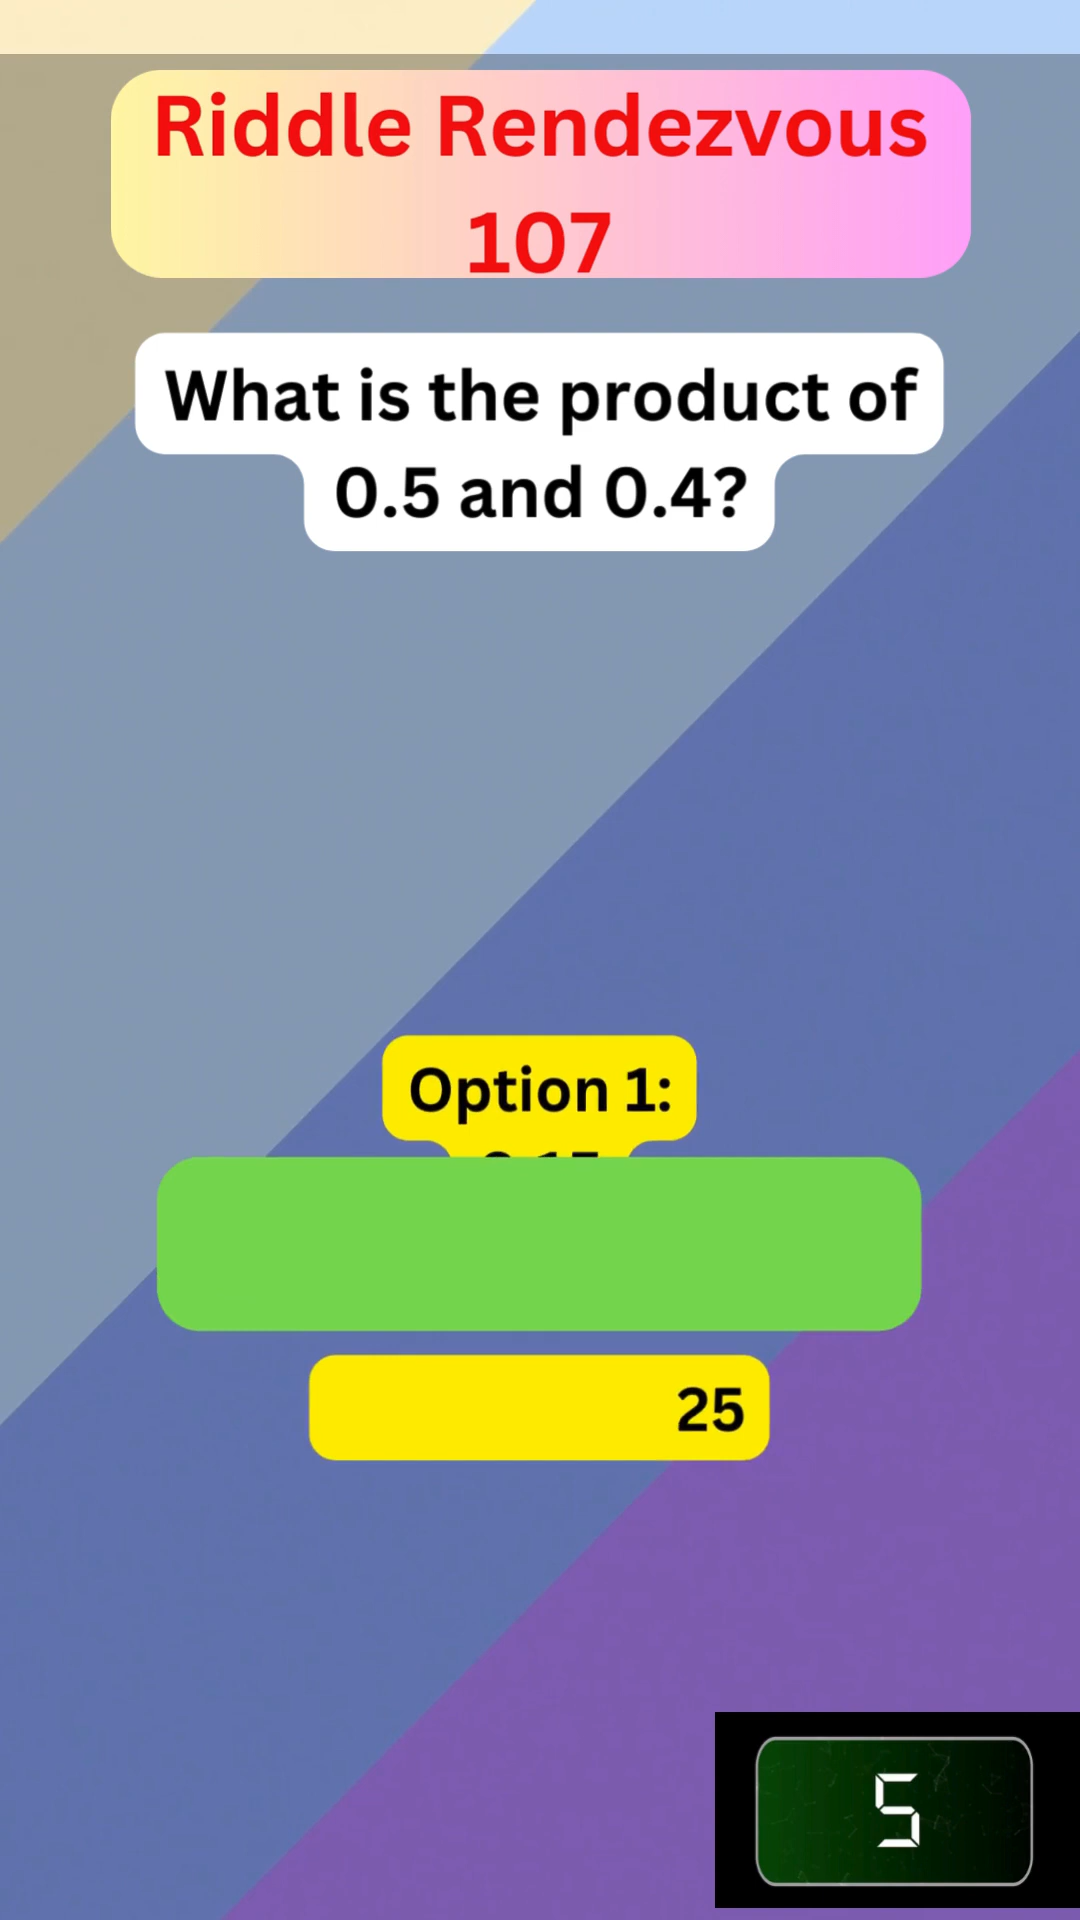 Riddle Rendezvous
107
What is the product of
0.5 and 0.4?
Option 1:
25
5